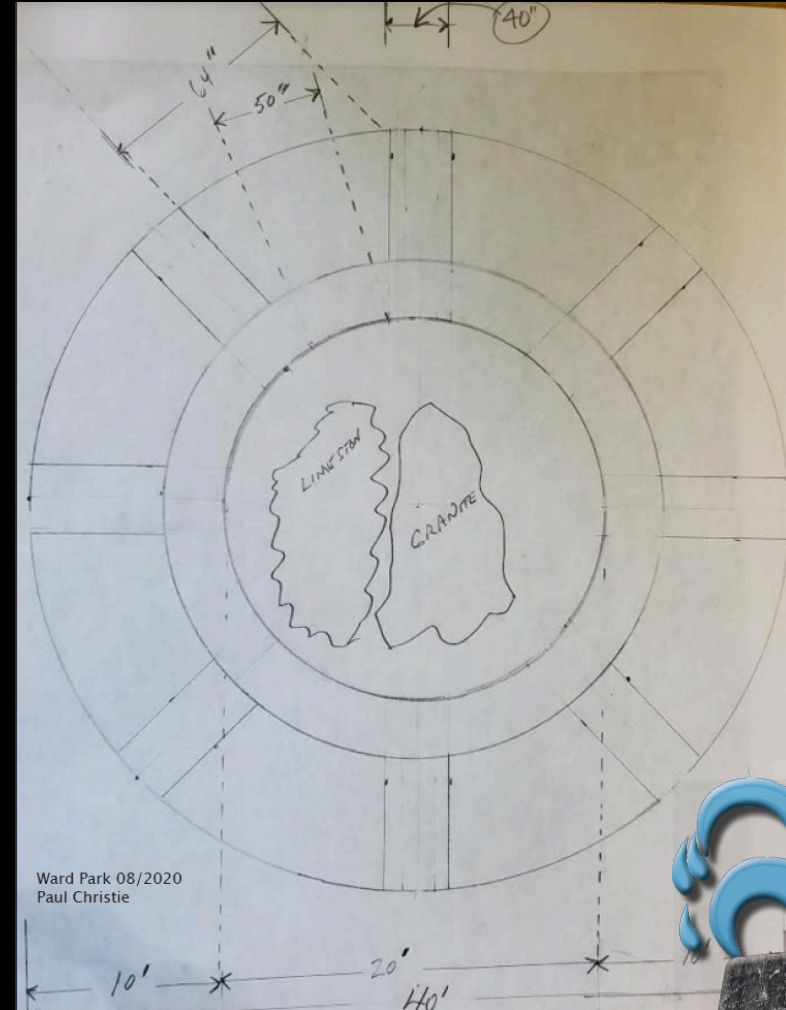 40"
64"
50"
LIMESTON
GRANITE
Ward Park 08/2020
Paul Christie
10'
20'
40'